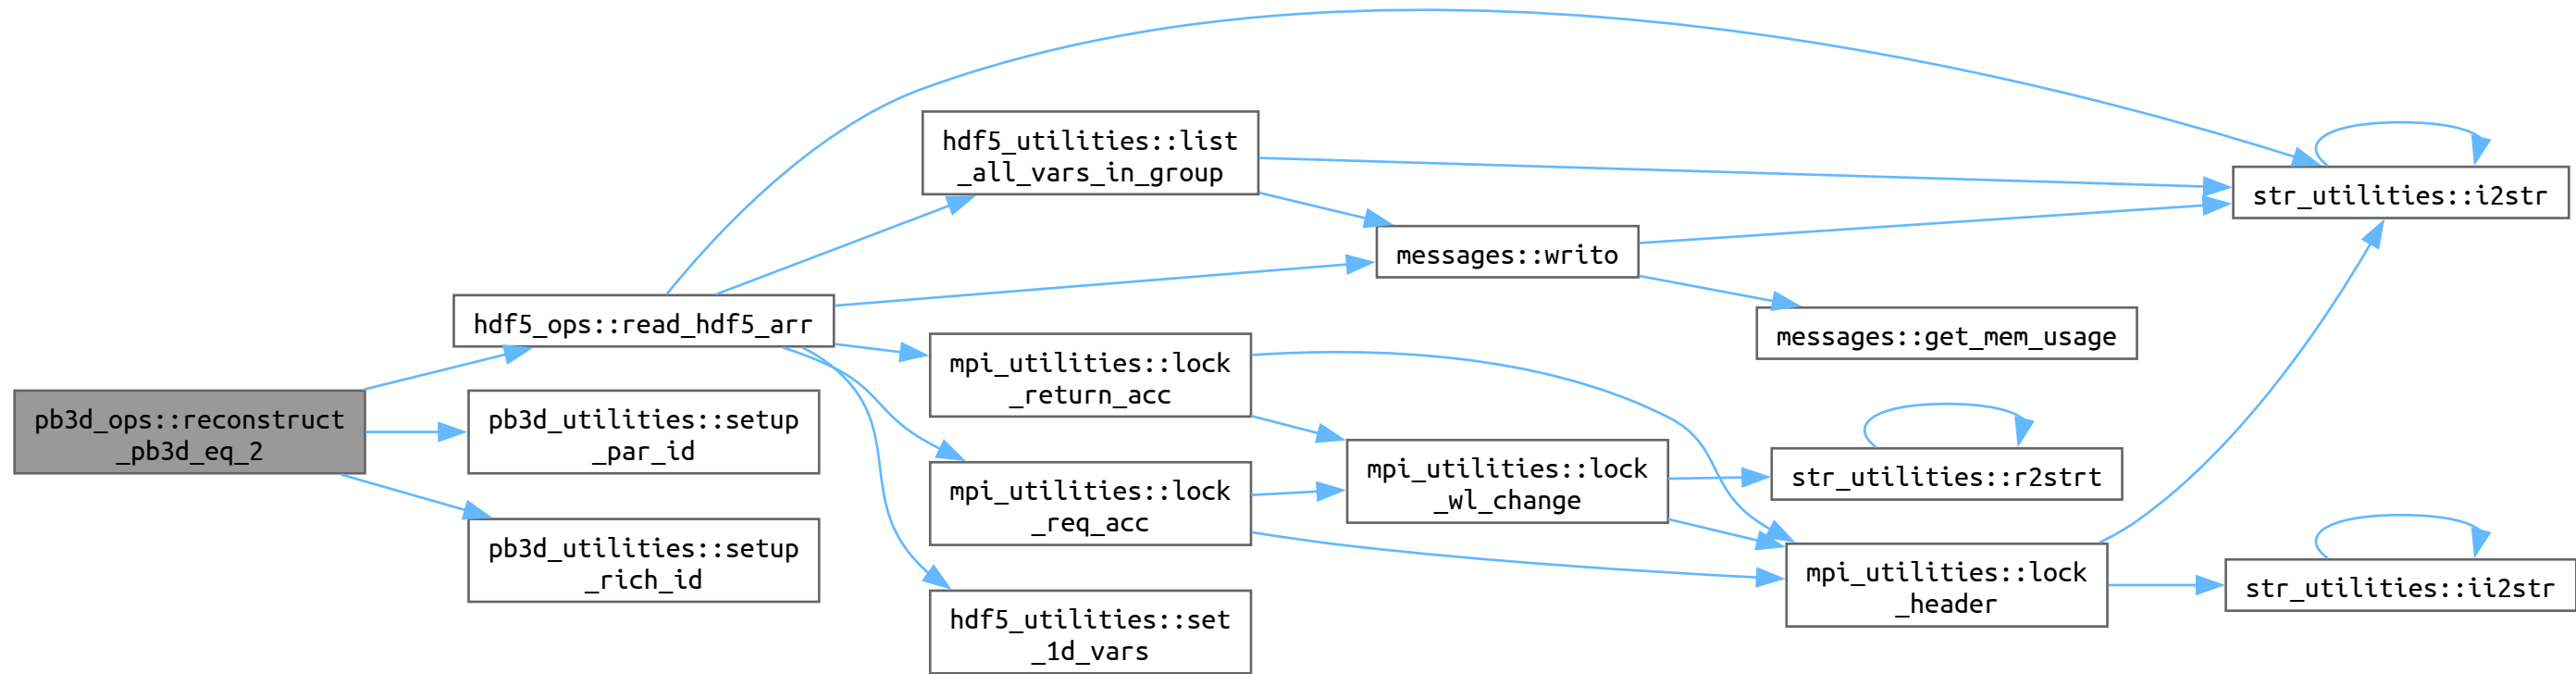 pb3d_ops::reconstruct
_pb3d_eq_2
hdf5_ops::read_hdf5_arr
pb3d_utilities::setup
_par_id
pb3d_utilities::setup
_rich_id
hdf5_utilities::list
_all_vars_in_group
mpi_utilities::lock
_return_acc
mpi_utilities::lock
_req_acc
hdf5_utilities::set
_1d_vars
messages::writo
mpi_utilities::lock
_wl_change
messages::get_mem_usage
str_utilities::r2strt
mpi_utilities::lock
_header
str_utilities::i2str
str_utilities::ii2str